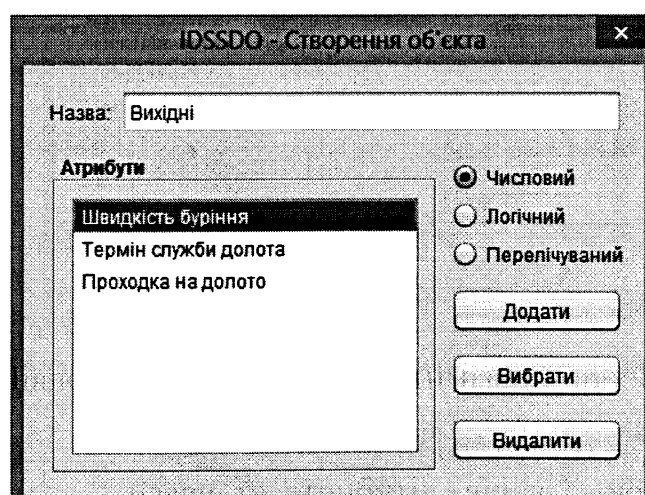 IDSSDO - Створення об'єкта
Назва: Вихідні
Атрибути
Швидкість буріння
Термін служби долота
Проходка на долото
Числовий
Логічний
Перелічуваний
Додати
Вибрати
Видалити